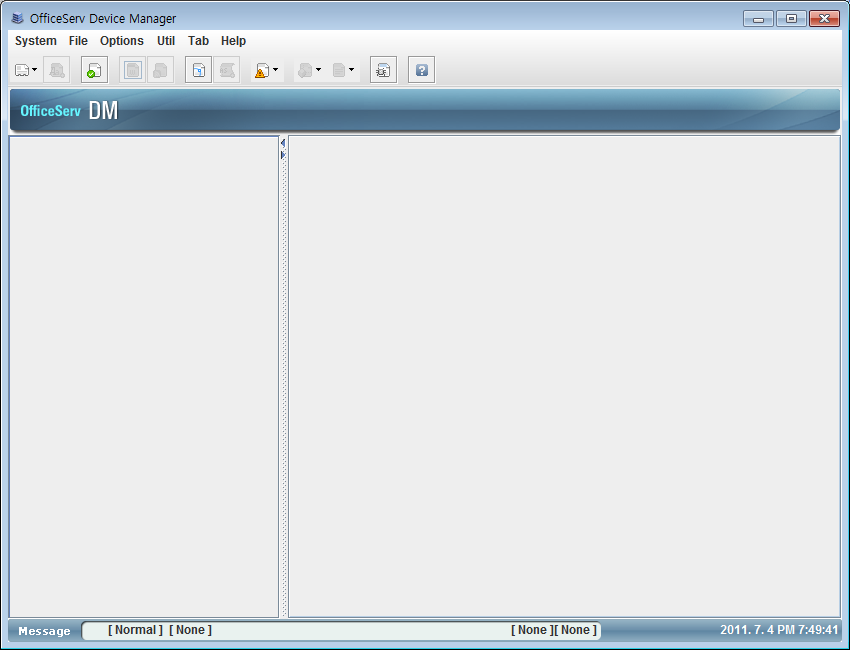 OfficeServ Device Manager
System File Options Util Tab Help
OfficeServ DM
Message [ Normal ] [ None ] [ None ][ None ] 2011. 7. 4 PM 7:49:41